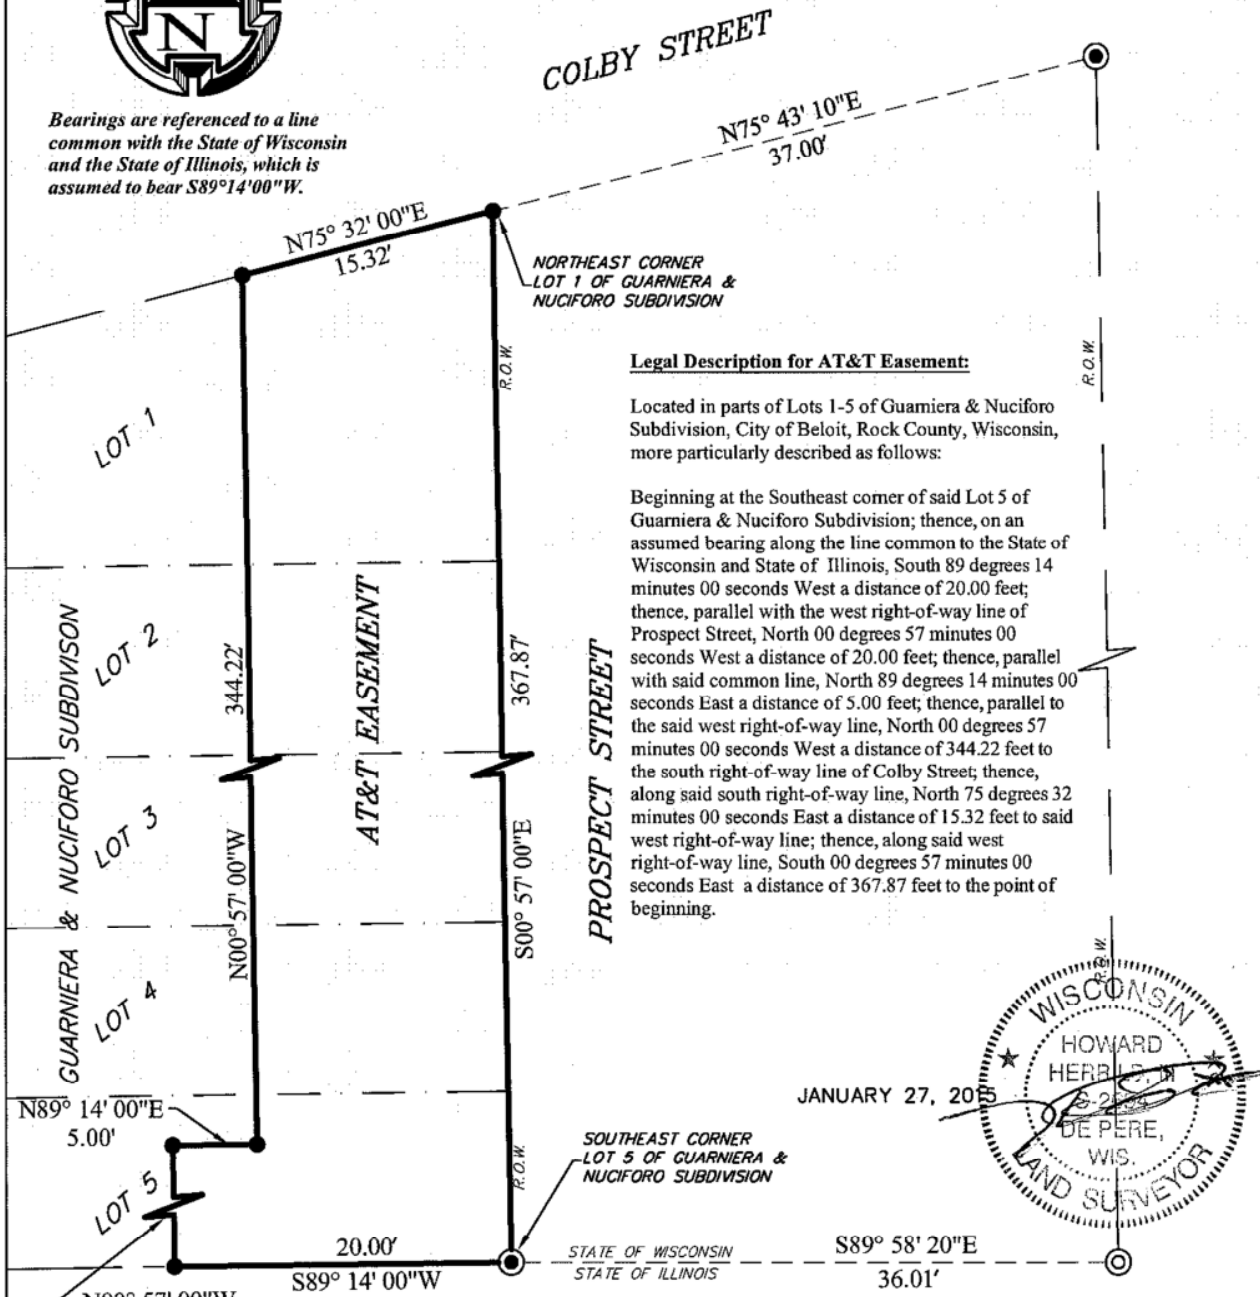 N
Bearings are referenced to a line
common with the State of Wisconsin
and the State of Illinois, which is
assumed to bear S89°14'00"W.
COLBY STREET
N75° 43' 10"E
37.00'
N75° 32' 00"E
15.32'
NORTHEAST CORNER
LOT 1 OF GUARNIERA &
NUCIFORO SUBDIVISION
R.O.W.
R.O.W.
Legal Description for AT&T Easement:
Located in parts of Lots 1-5 of Guarniera & Nuciforo
Subdivision, City of Beloit, Rock County, Wisconsin,
more particularly described as follows:
Beginning at the Southeast corner of said Lot 5 of
Guarniera & Nuciforo Subdivision; thence, on an
assumed bearing along the line common to the State of
Wisconsin and State of Illinois, South 89 degrees 14
minutes 00 seconds West a distance of 20.00 feet;
thence, parallel with the west right-of-way line of
Prospect Street, North 00 degrees 57 minutes 00
seconds West a distance of 20.00 feet; thence, parallel
with said common line, North 89 degrees 14 minutes 00
seconds East a distance of 5.00 feet; thence, parallel to
the said west right-of-way line, North 00 degrees 57
minutes 00 seconds West a distance of 344.22 feet to
the south right-of-way line of Colby Street; thence,
along said south right-of-way line, North 75 degrees 32
minutes 00 seconds East a distance of 15.32 feet to said
west right-of-way line; thence, along said west
right-of-way line, South 00 degrees 57 minutes 00
seconds East a distance of 367.87 feet to the point of
beginning.
LOT 1
LOT 2
LOT 3
LOT 4
LOT 5
GUARNIERA & NUCIFORO SUBDIVISON
344.22'
N00° 57' 00"W
AT&T EASEMENT
367.87'
S00° 57' 00"E
PROSPECT STREET
N89° 14' 00"E
5.00'
R.O.W.
R.O.W.
JANUARY 27, 2015
WISCONSIN
HOWARD
DE PERE,
WIS.
LAND SURVEYOR
SOUTHEAST CORNER
LOT 5 OF GUARNIERA &
NUCIFORO SUBDIVISION
20.00'
S89° 14' 00"W
STATE OF WISCONSIN
STATE OF ILLINOIS
S89° 58' 20"E
36.01'
N00° 57' 00"W